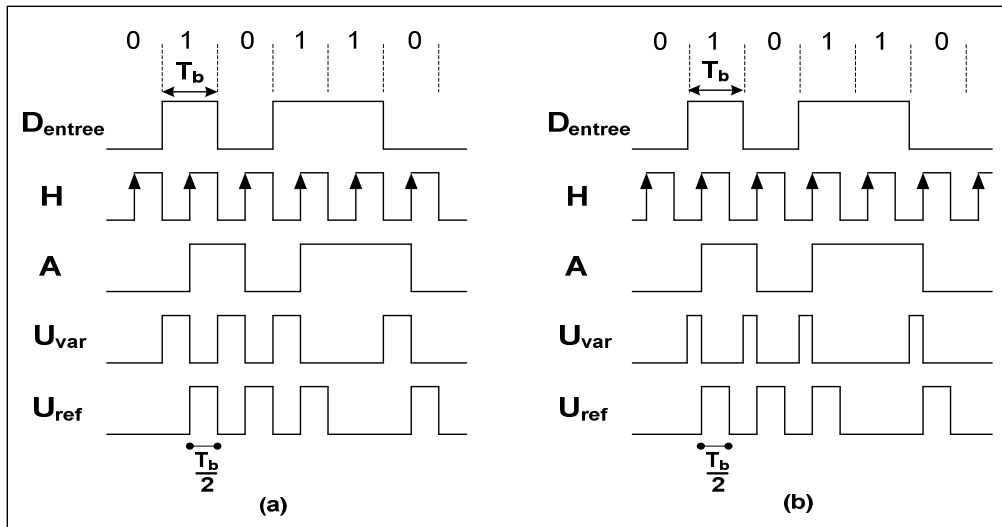 0 1 0 1 1 0
T_b
D_entree
H
A
U_var
U_ref
T_b
2
(a)
0 1 0 1 1 0
T_b
D_entree
H
A
U_var
U_ref
T_b
2
(b)